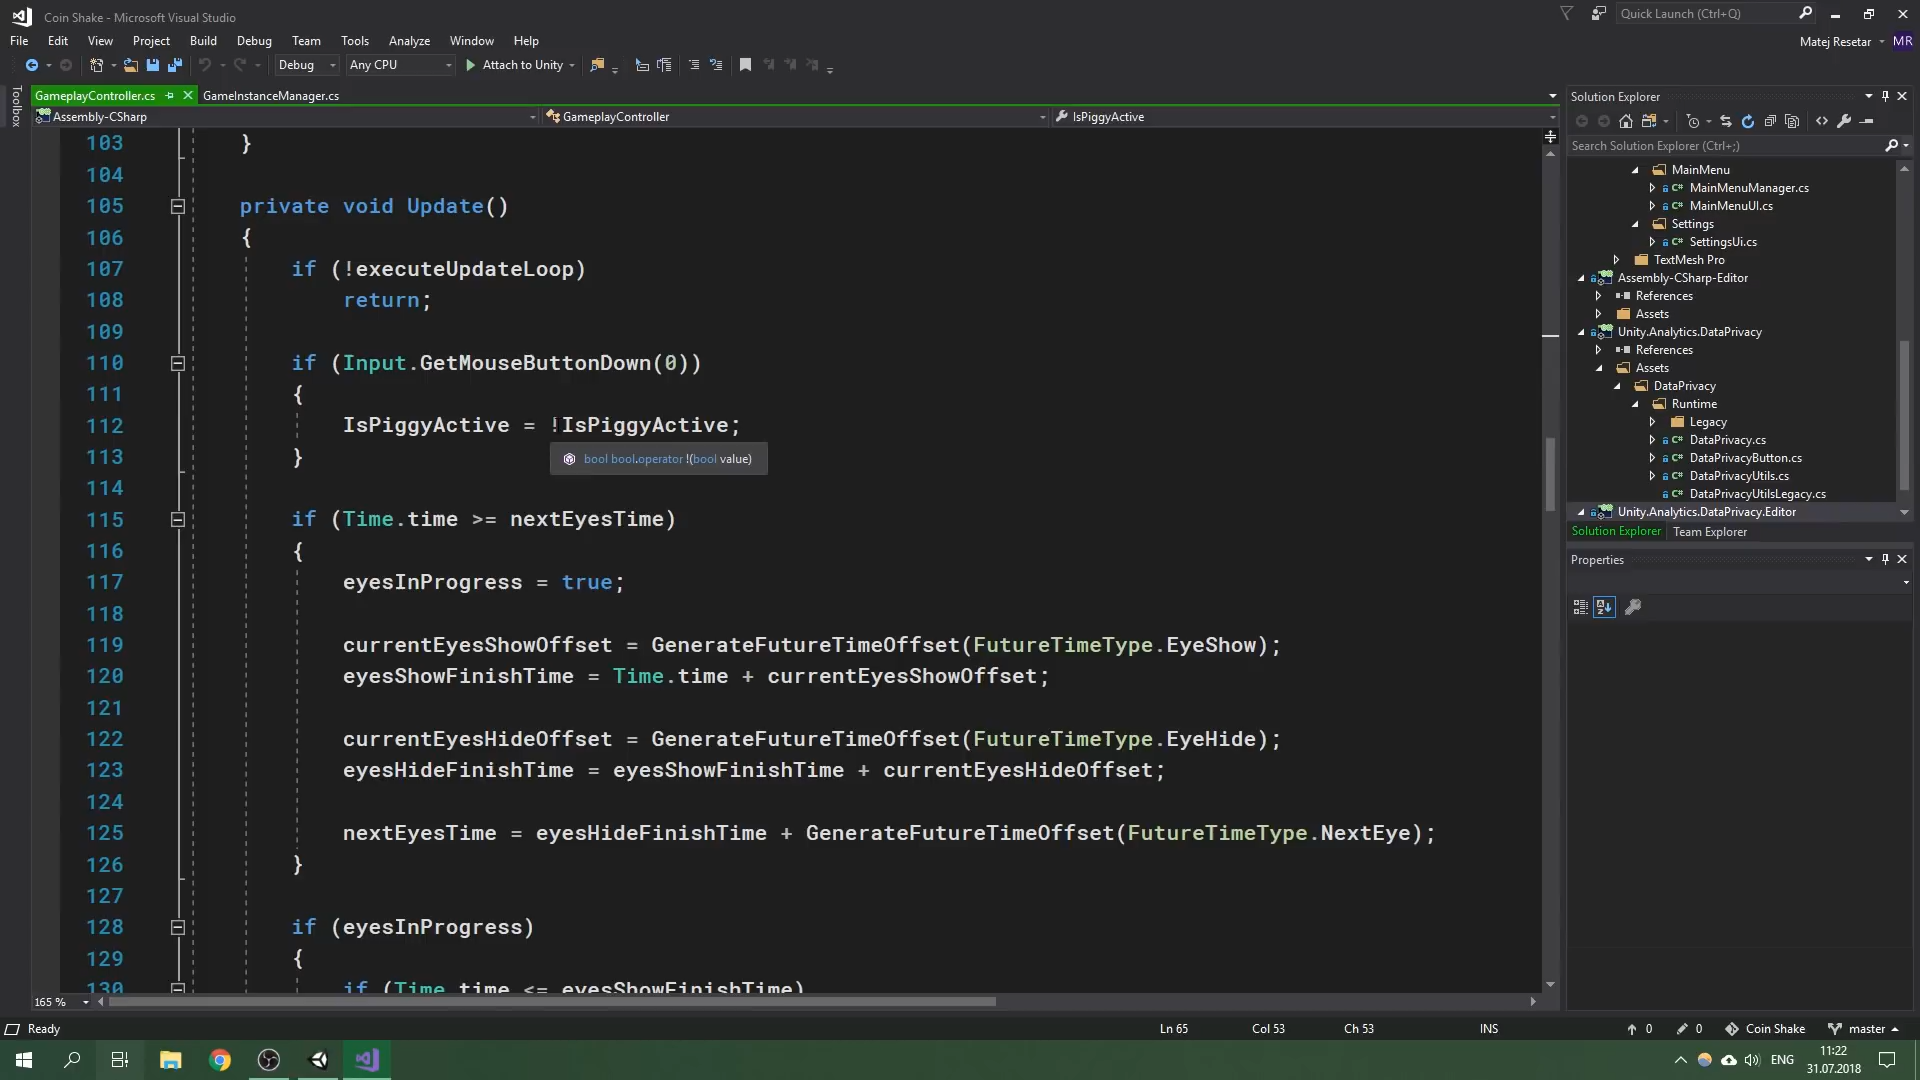 Coin Shake - Microsoft Visual Studio
Quick Launch (Ctrl+Q)
File Edit View Project Build Debug Team Tools Analyze Window Help
Matej Resetar MR
Debug Any CPU Attach to Unity
Toolbox
GameplayController.cs GameInstanceManager.cs
Assembly-CSharp GameplayController IsPiggyActive
103 }
104
105 private void Update()
106 {
107 if (!executeUpdateLoop)
108 return;
109
110 if (Input.GetMouseButtonDown(0))
111 {
112 IsPiggyActive = !IsPiggyActive;
bool bool.operator !(bool value)
113 }
114
115 if (Time.time >= nextEyesTime)
116 {
117 eyesInProgress = true;
118
119 currentEyesShowOffset = GenerateFutureTimeOffset(FutureTimeType.EyeShow);
120 eyesShowFinishTime = Time.time + currentEyesShowOffset;
121
122 currentEyesHideOffset = GenerateFutureTimeOffset(FutureTimeType.EyeHide);
123 eyesHideFinishTime = eyesShowFinishTime + currentEyesHideOffset;
124
125 nextEyesTime = eyesHideFinishTime + GenerateFutureTimeOffset(FutureTimeType.NextEye);
126 }
127
128 if (eyesInProgress)
129 {
130 if (Time.time <= eyesShowFinishTime)
165 %
Solution Explorer
Search Solution Explorer (Ctrl+;)
MainMenu
C# MainMenuManager.cs
C# MainMenuUI.cs
Settings
C# SettingsUi.cs
TextMesh Pro
Assembly-CSharp-Editor
References
Assets
Unity.Analytics.DataPrivacy
References
Assets
DataPrivacy
Runtime
Legacy
C# DataPrivacy.cs
C# DataPrivacyButton.cs
C# DataPrivacyUtils.cs
C# DataPrivacyUtilsLegacy.cs
Unity.Analytics.DataPrivacy.Editor
Solution Explorer Team Explorer
Properties
Ready Ln 65 Col 53 Ch 53 INS 0 0 Coin Shake master
ENG 11:22
31.07.2018